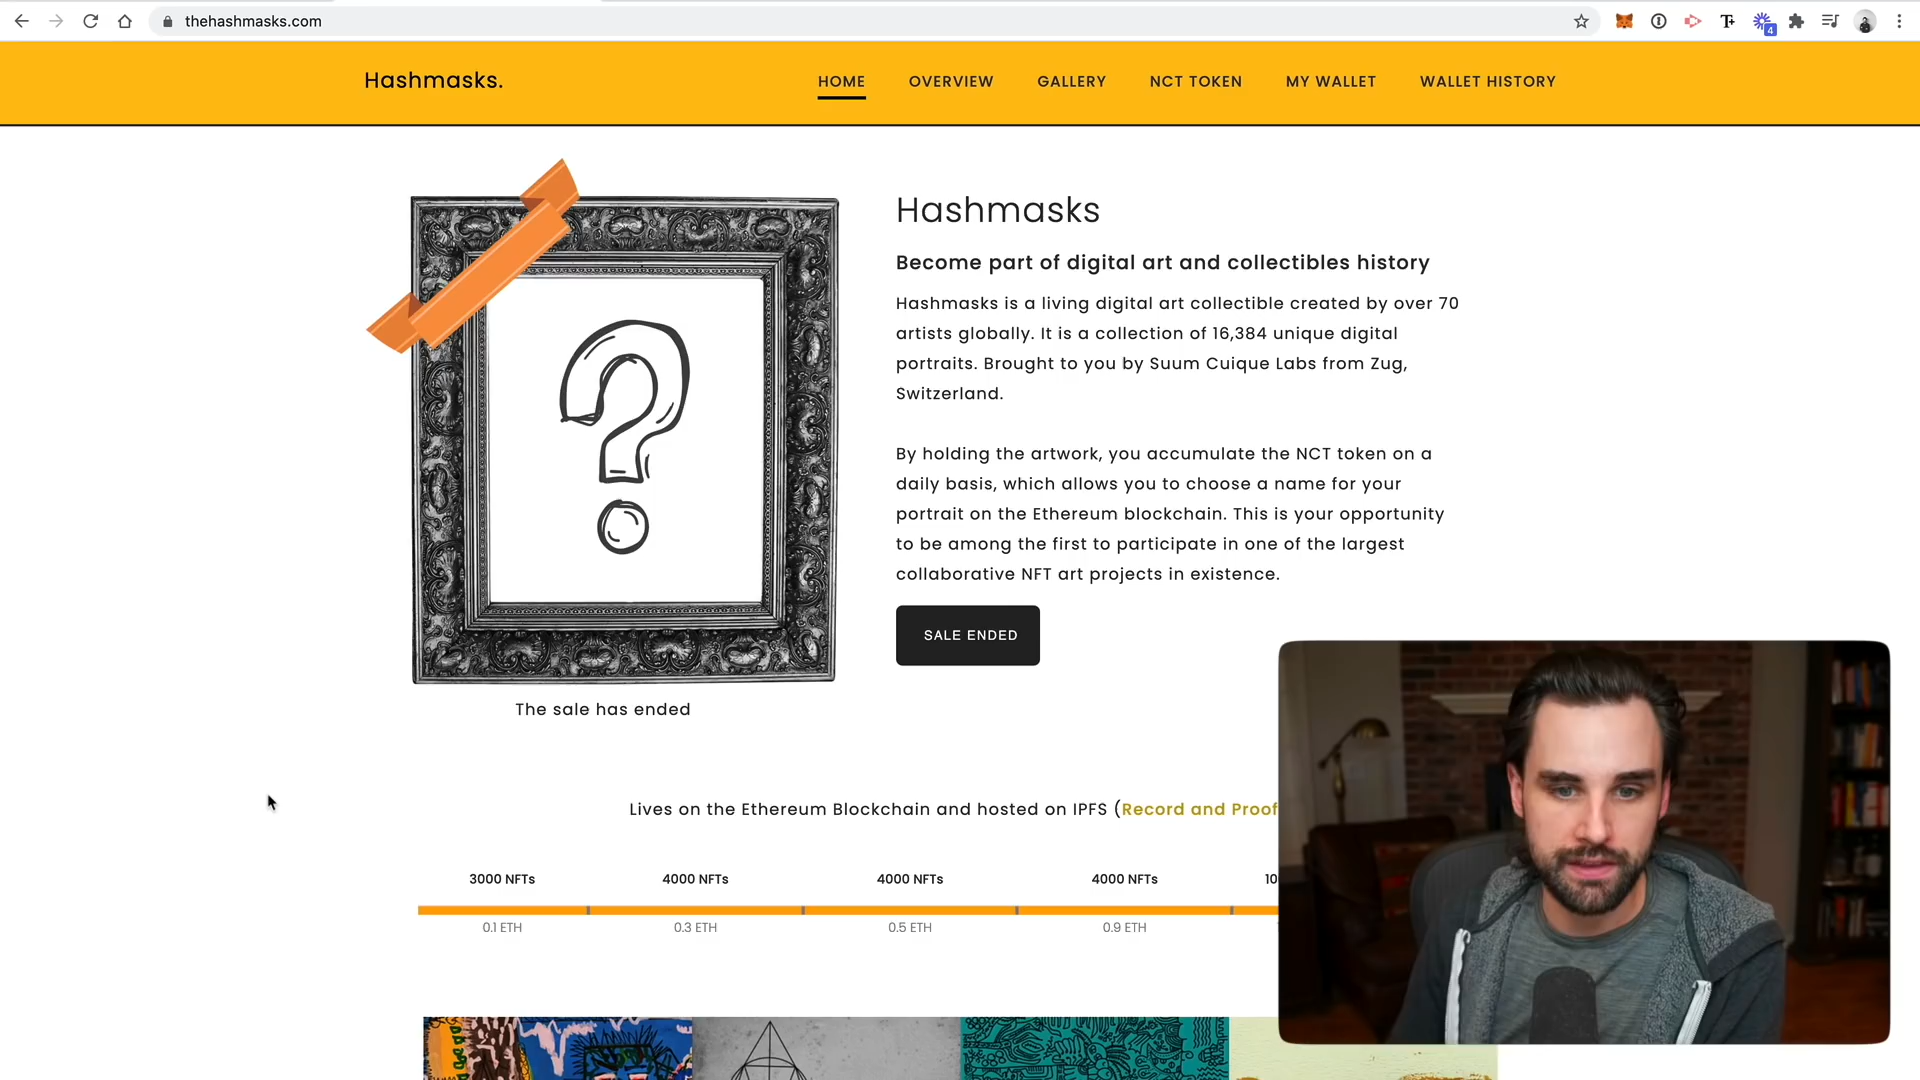 thehashmasks.com
4
Hashmasks.
HOME
OVERVIEW
GALLERY
NCT TOKEN
MY WALLET
WALLET HISTORY
Hashmasks
Become part of digital art and collectibles history
Hashmasks is a living digital art collectible created by over 70
artists globally. It is a collection of 16,384 unique digital
portraits. Brought to you by Suum Cuique Labs from Zug,
Switzerland.
By holding the artwork, you accumulate the NCT token on a
daily basis, which allows you to choose a name for your
portrait on the Ethereum blockchain. This is your opportunity
to be among the first to participate in one of the largest
collaborative NFT art projects in existence.
SALE ENDED
The sale has ended
Lives on the Ethereum Blockchain and hosted on IPFS (Record and Proof
3000 NFTs
4000 NFTs
4000 NFTs
4000 NFTs
10
0.1 ETH
0.3 ETH
0.5 ETH
0.9 ETH